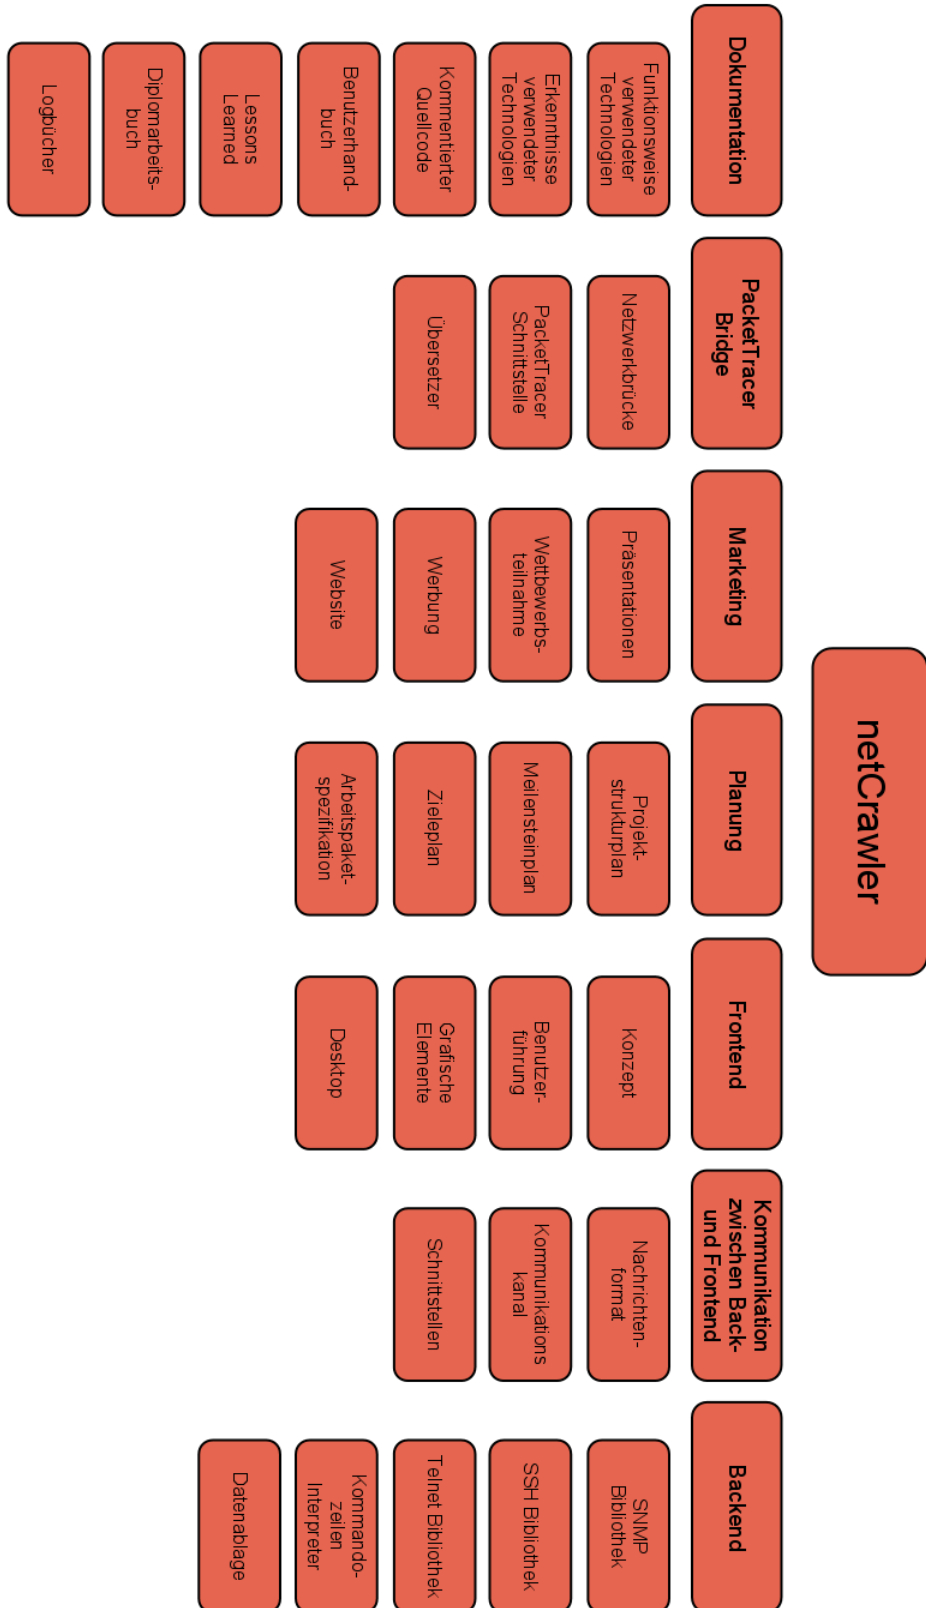 netCrawler
Dokumentation
Funktionsweise
verwendeter
Technologien
Erkenntnisse
verwendeter
Technologien
Kommentierter
Quellcode
Benutzerhand-
buch
Lessons
Learned
Diplomarbeits-
buch
Logbücher
PacketTracer
Bridge
Netzwerkbrücke
PacketTracer
Schnittstelle
Übersetzer
Marketing
Präsentationen
Wettbewerbs-
teilnahme
Werbung
Website
Planung
Projekt-
strukturplan
Meilensteinplan
Zieleplan
Arbeitspaket-
spezifikation
Frontend
Konzept
Benutzer-
führung
Grafische
Elemente
Desktop
Kommunikation
zwischen Back-
und Frontend
Nachrichten-
format
Kommunikations
kanal
Schnittstellen
Backend
SNMP
Bibliothek
SSH Bibliothek
Telnet Bibliothek
Kommando-
zeilen
Interpreter
Datenablage